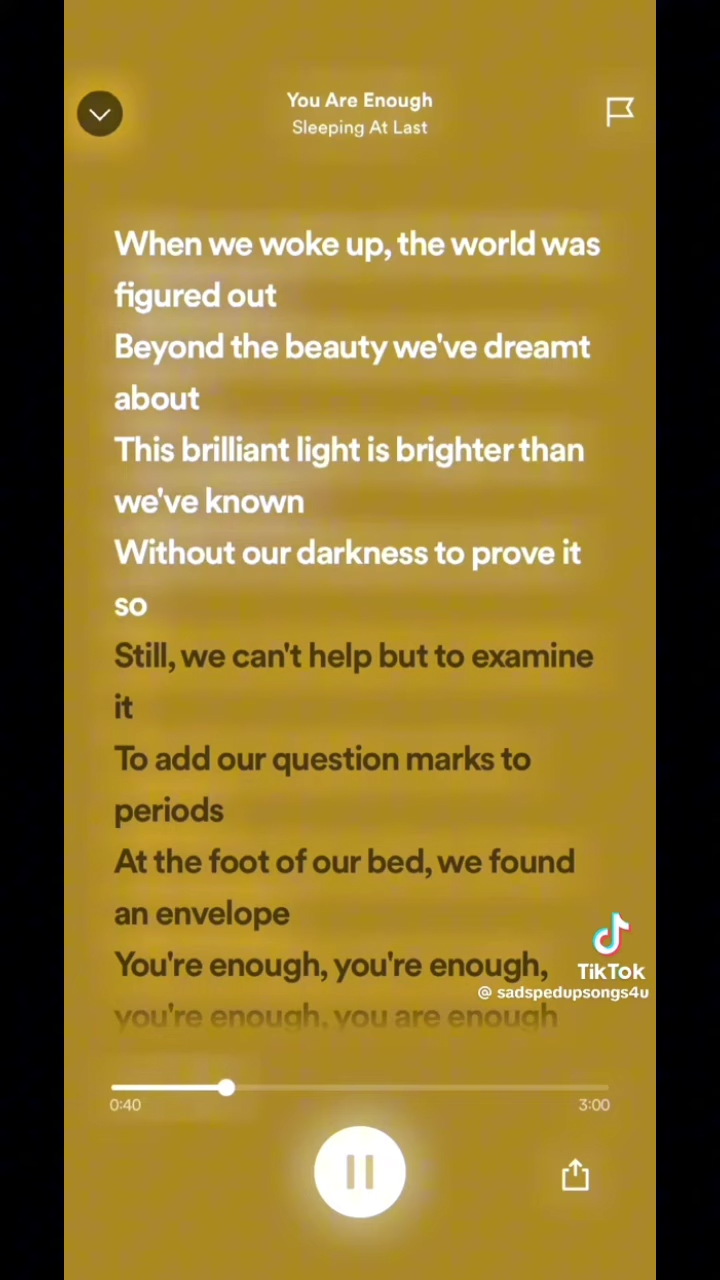 You Are Enough
Sleeping At Last
When we woke up, the world was
figured out
Beyond the beauty we've dreamt
about
This brilliant light is brighter than
we've known
Without our darkness to prove it
so
Still, we can't help but to examine
it
To add our question marks to
periods
At the foot of our bed, we found
an envelope
You're enough, you're enough,
you're enough, you are enough
TikTok
@ sadspedupsongs4u
0:40
3:00